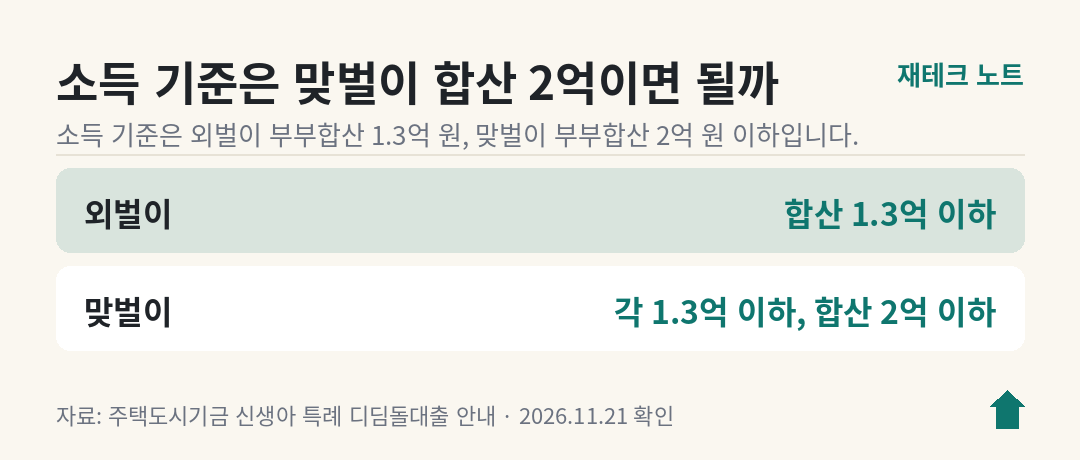 소득 기준은 맞벌이 합산 2억이면 될까
재테크 노트
소득 기준은 외벌이 부부합산 1.3억 원, 맞벌이 부부합산 2억 원 이하입니다.
외벌이
합산 1.3억 이하
맞벌이
각 1.3억 이하, 합산 2억 이하
자료: 주택도시기금 신생아 특례 디딤돌대출 안내 · 2026.11.21 확인